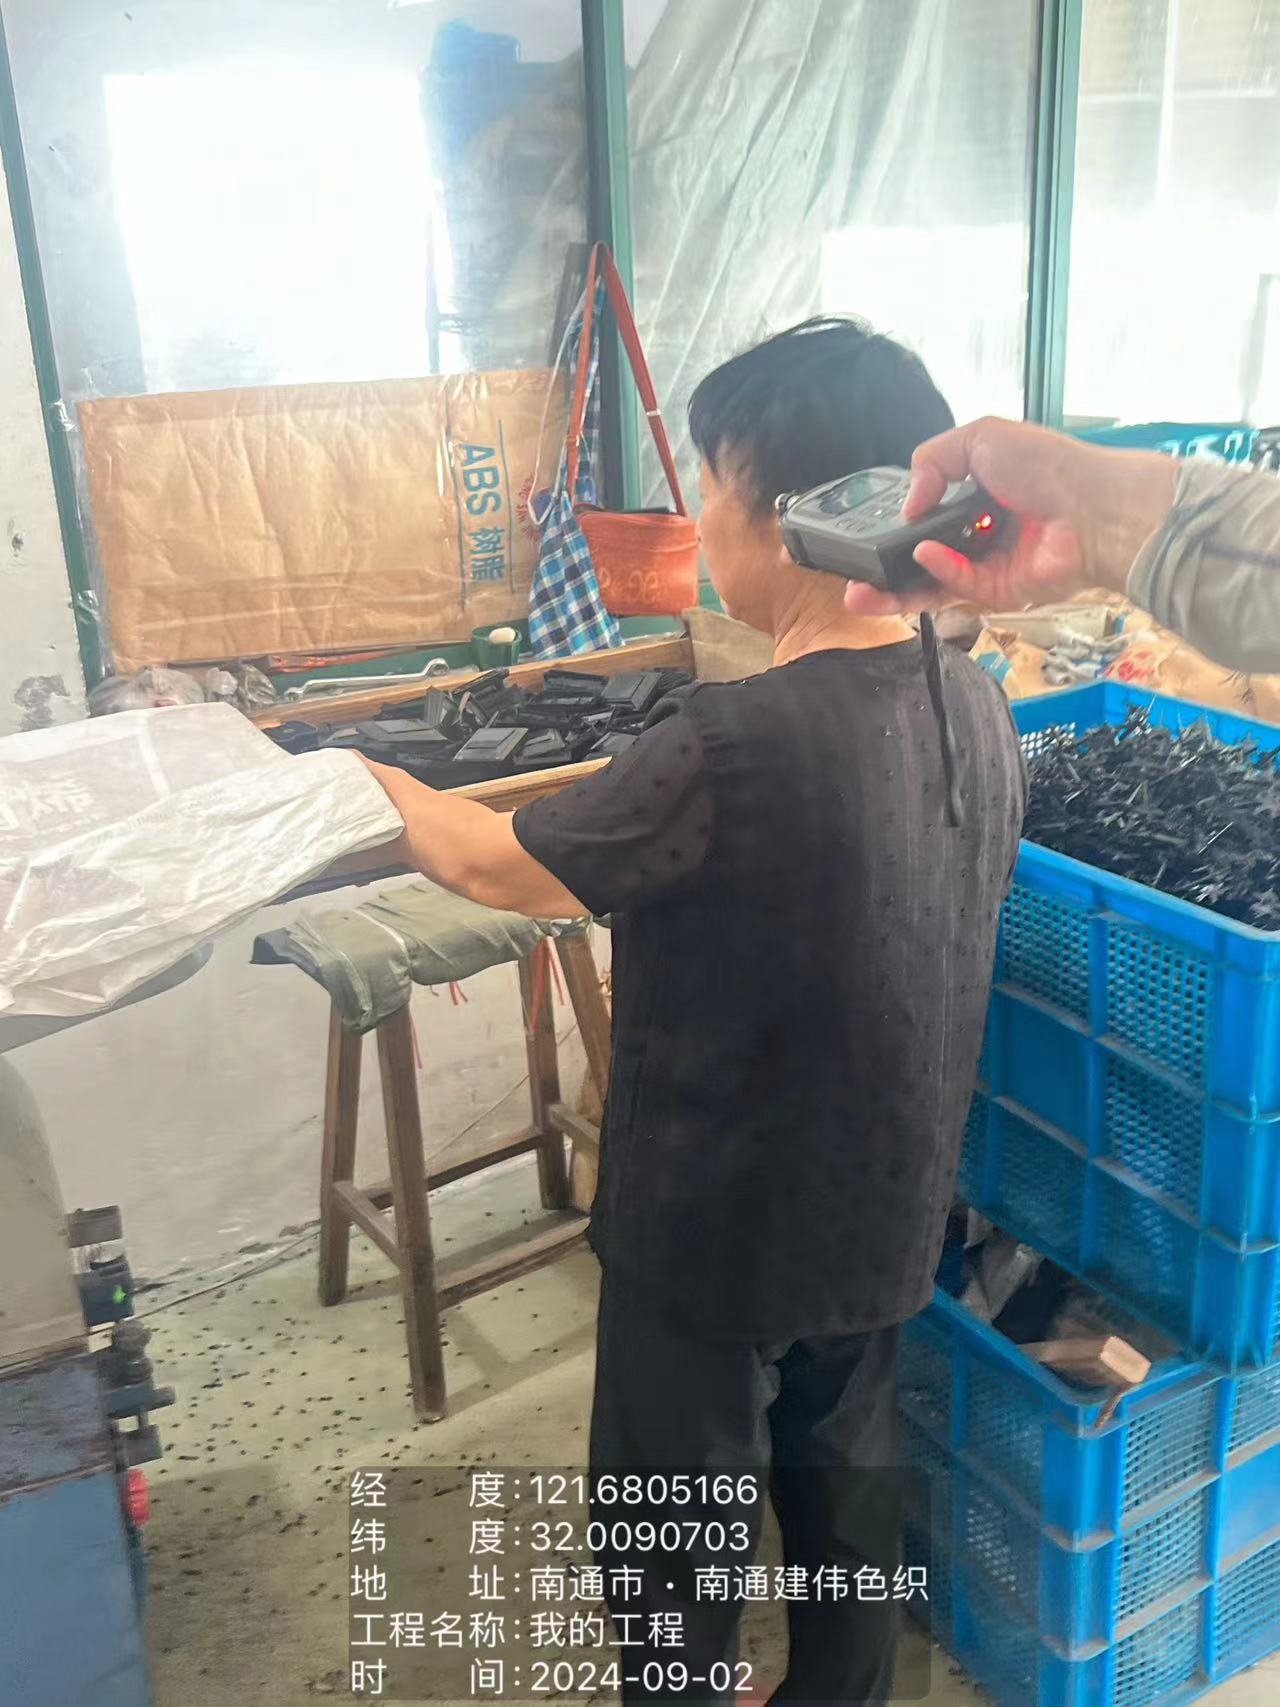 ABS 树脂
经 度:121.6805166
纬 度:32.0090703
地 址:南通市·南通建伟色织
工程名称:我的工程
时 间:2024-09-02